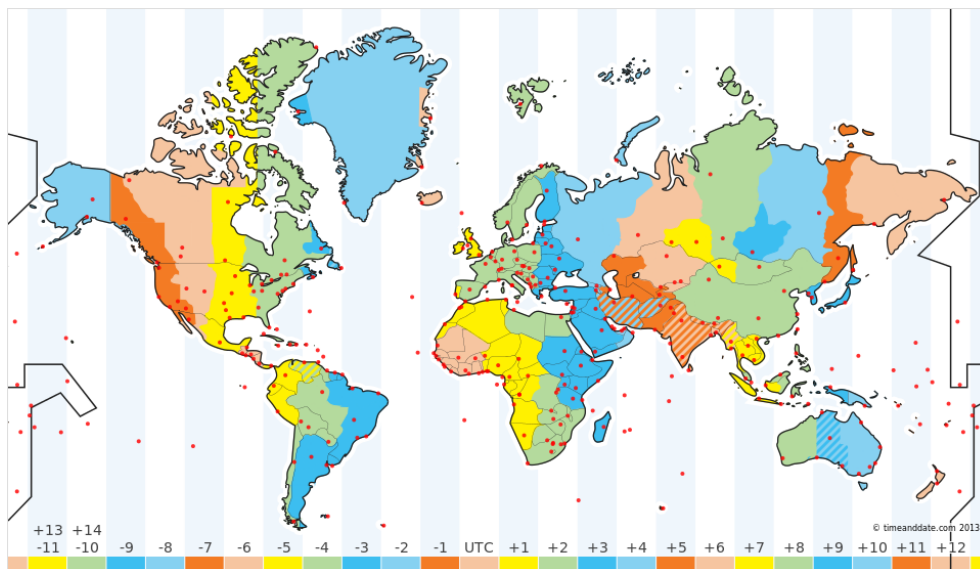 © timeanddate.com 2013
+13 +14
-11 -10 -9 -8 -7 -6 -5 -4 -3 -2 -1 UTC +1 +2 +3 +4 +5 +6 +7 +8 +9 +10 +11 +12